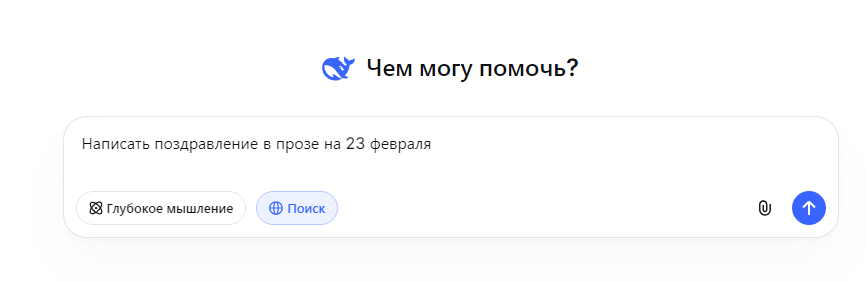 Чем могу помочь?
Написать поздравление в прозе на 23 февраля
Глубокое мышление Поиск